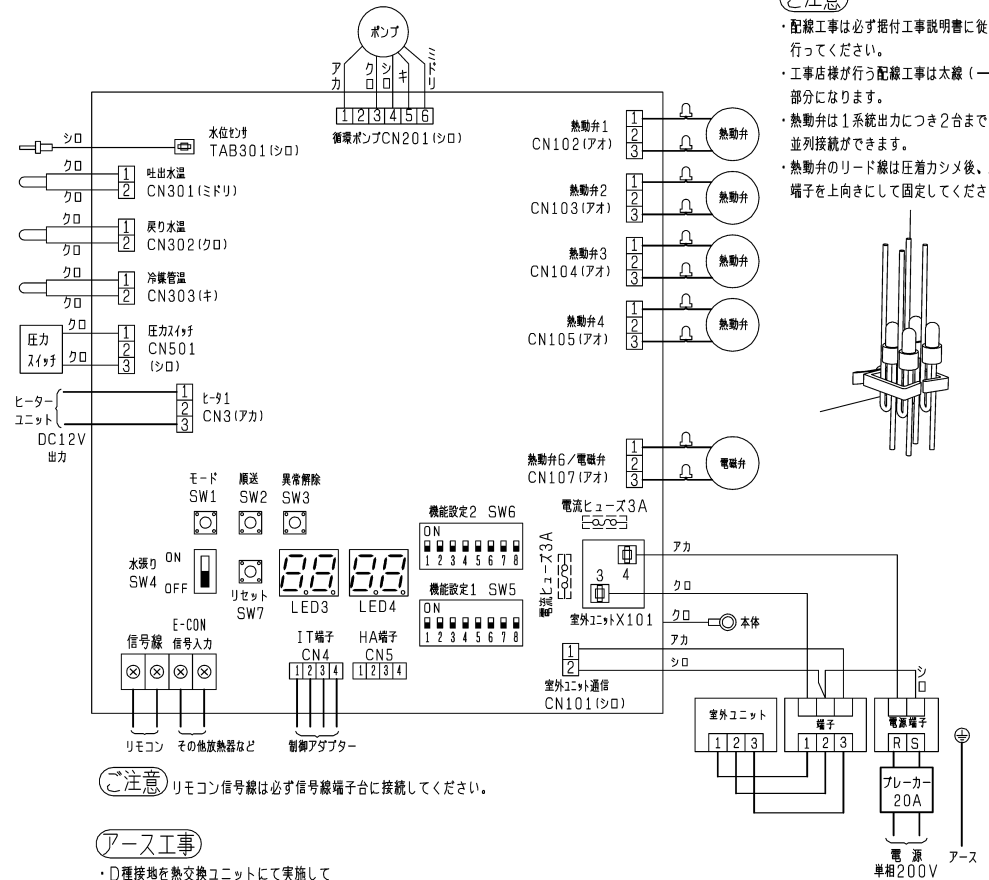 ご注意
・配線工事は必ず据付工事説明書に従
行ってください。
・工事店様が行う配線工事は太線（
部分になります。
・熱動弁は1系統出力につき2台まで
並列接続ができます。
・熱動弁のリード線は圧着カシメ後、
端子を上向きにして固定してくださ
ポンプ
アカ
クロ
シロ
キ
ミドリ
1 2 3 4 5 6
循環ポンプCN201(シロ)
シロ
水位センサ
TAB301(シロ)
クロ
クロ
1
2
吐出水温
CN301(ミドリ)
クロ
クロ
1
2
戻り水温
CN302(クロ)
クロ
クロ
1
2
冷媒管温
CN303(キ)
圧力
スイッチ
クロ
クロ
1
2
3
圧力スイッチ
CN501
(シロ)
ヒーター
ユニット
DC12V
出力
1
2
3
ヒータ1
CN3(アカ)
熱動弁1
CN102(アオ)
1
2
3
熱動弁
熱動弁2
CN103(アオ)
1
2
3
熱動弁
熱動弁3
CN104(アオ)
1
2
3
熱動弁
熱動弁4
CN105(アオ)
1
2
3
熱動弁
熱動弁6／電磁弁
CN107(アオ)
1
2
3
電磁弁
モード
SW1
順送
SW2
異常解除
SW3
水張り
SW4
ON
OFF
リセット
SW7
88
LED3
88
LED4
機能設定2 SW6
ON
1 2 3 4 5 6 7 8
機能設定1 SW5
ON
1 2 3 4 5 6 7 8
電流ヒューズ3A
電流ヒューズ3A
3
4
室外ユニットX101
アカ
クロ
クロ
本体
アカ
シロ
シロ
1
2
室外ユニット通信
CN101(シロ)
信号線
E-CON
信号入力
リモコン
その他放熱器など
IT端子
CN4
1 2 3 4
制御アダプター
HA端子
CN5
1 2 3 4
室外ユニット
1 2 3
端子
1 2 3
電源端子
R S
ブレーカー
20A
電源
単相200V
アース
ご注意 リモコン信号線は必ず信号線端子台に接続してください。
アース工事
・D種接地を熱交換ユニットにて実施して